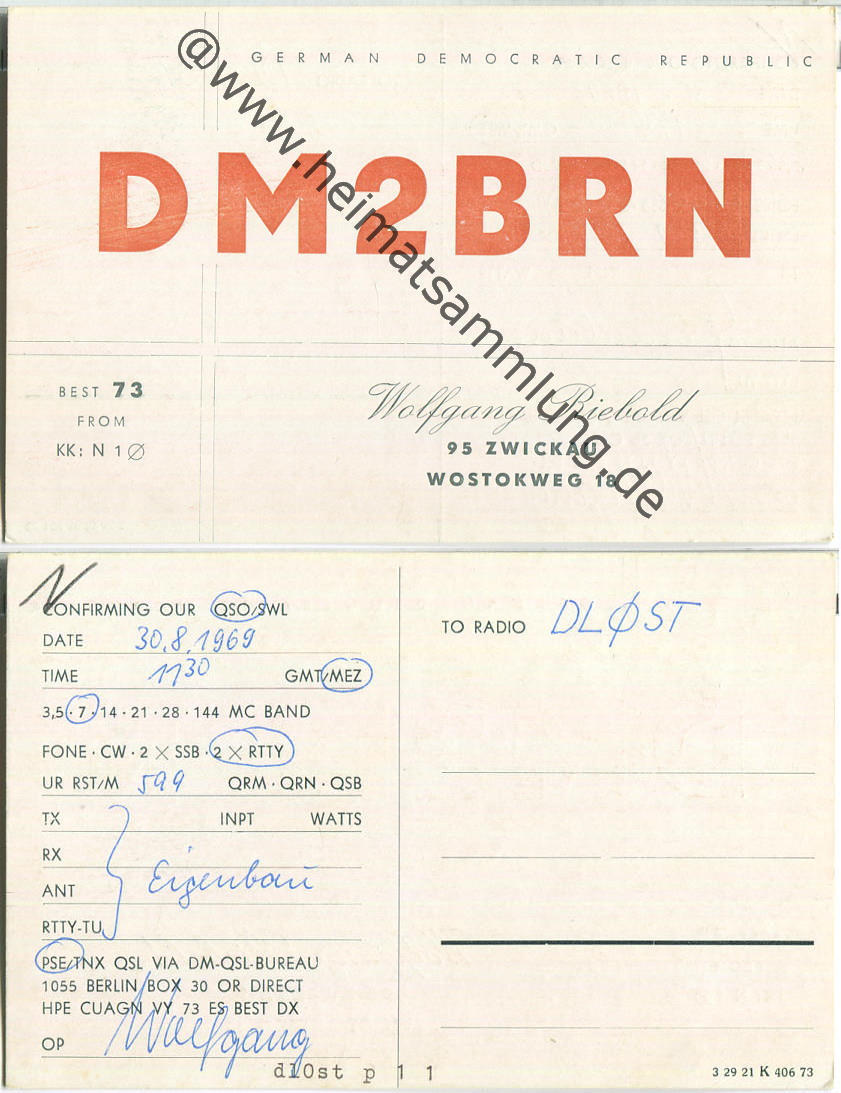 GERMAN DEMOCRATIC REPUBLIC
DM2BRN
@www.heimatsammlung.de
BEST 73
FROM
KK: N 1Ø
Wolfgang Riebold
95 ZWICKAU
WOSTOKWEG 18
N
CONFIRMING OUR QSO/SWL
DATE 30.8.1969
TIME 11 30 GMT/MEZ
3,5 · 7 · 14 · 21 · 28 · 144 MC BAND
FONE · CW · 2 × SSB · 2 × RTTY
UR RST/M 599 QRM · QRN · QSB
TX INPT WATTS
RX
ANT
RTTY-TU
Eigenbau
PSE/TNX QSL VIA DM-QSL-BUREAU
1055 BERLIN BOX 30 OR DIRECT
HPE CUAGN VY 73 ES BEST DX
OP Wolfgang
TO RADIO DLØST
dl0st p 1 1
3 29 21 K 406 73